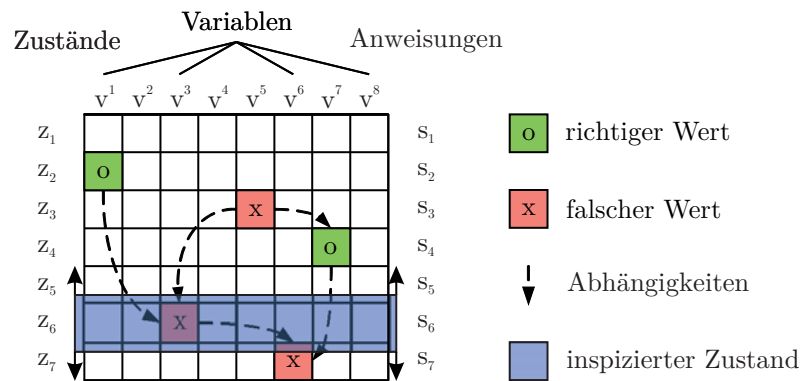 Variablen
Zustände
Anweisungen
v¹ v² v³ v⁴ v⁵ v⁶ v⁷ v⁸
z₁ s₁
o richtiger Wert
z₂ o s₂
z₃ x s₃
x falscher Wert
z₄ o s₄
z₅ s₅
Abhängigkeiten
z₆ x s₆
z₇ x s₇
inspizierter Zustand